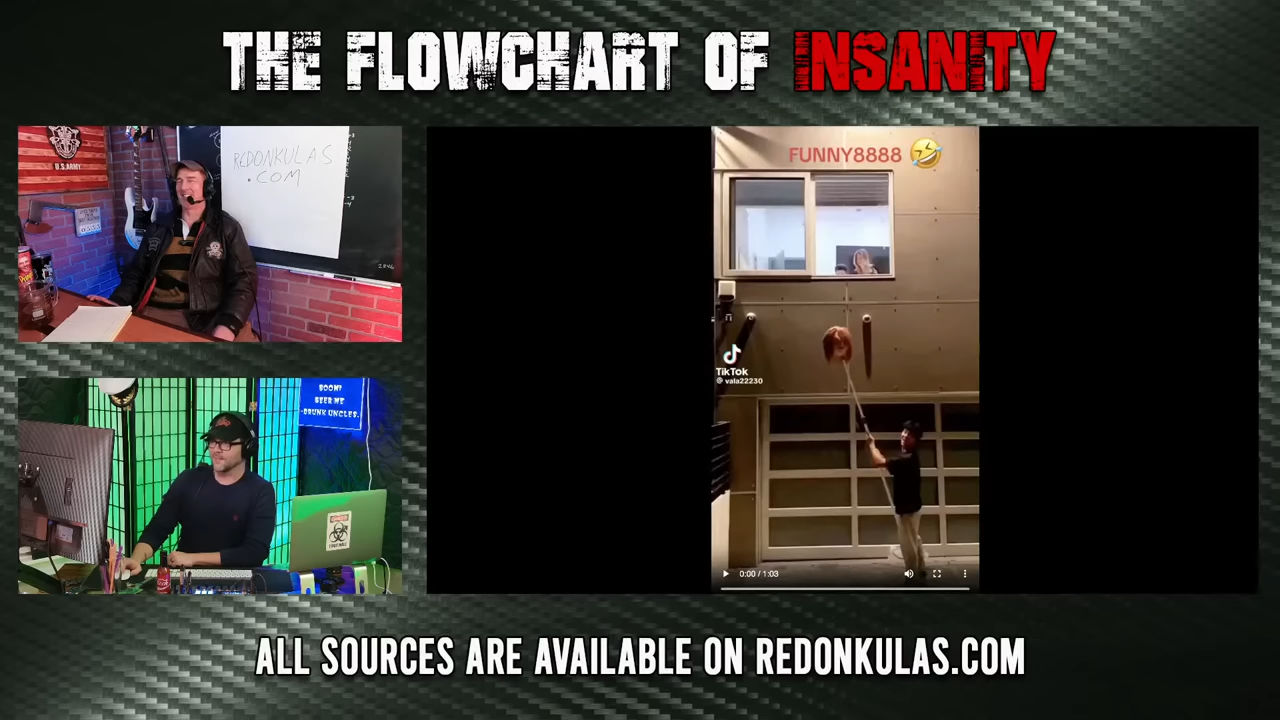 THE FLOWCHART OF INSANITY
U.S. ARMY
REDONKULAS
.COM
BOOM!
BEER ME
-DRUNK UNCLES.
FUNNY8888 🤣
TikTok
@ vala22230
0:00 / 1:03
ALL SOURCES ARE AVAILABLE ON REDONKULAS.COM